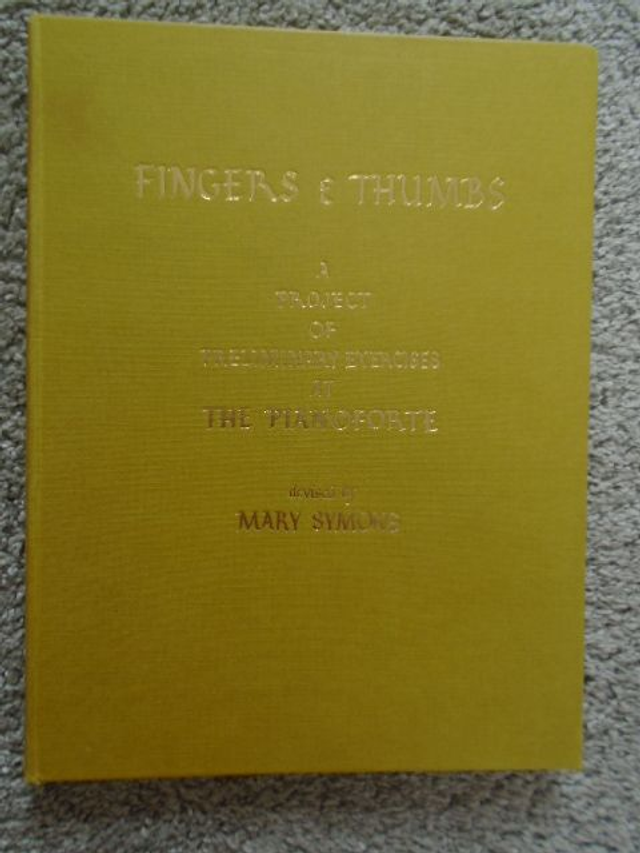 FINGERS & THUMBS
A
PROJECT
OF
PRELIMINARY EXERCISES
AT
THE PIANOFORTE
devised by
MARY SYMONS